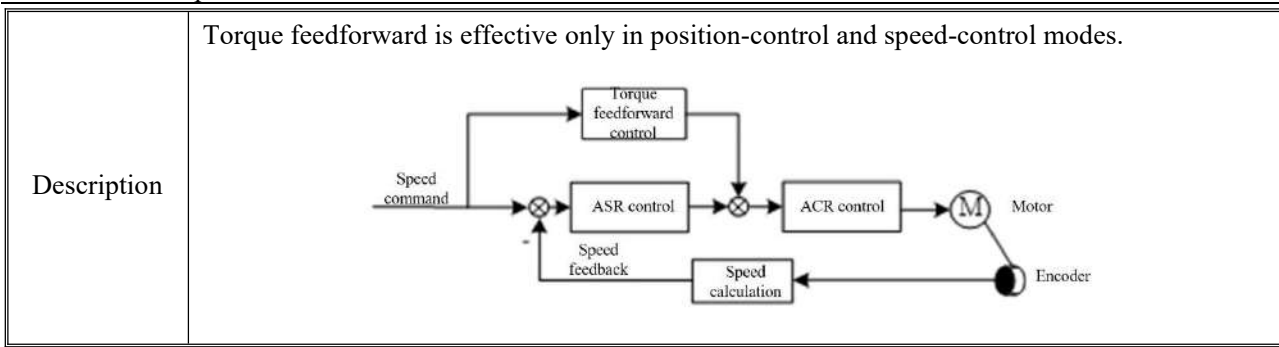 Torque feedforward is effective only in position-control and speed-control modes.
Description
Torque
feedforward
control
Speed
command
ASR control
ACR control
M
Motor
-
Speed
feedback
Speed
calculation
Encoder